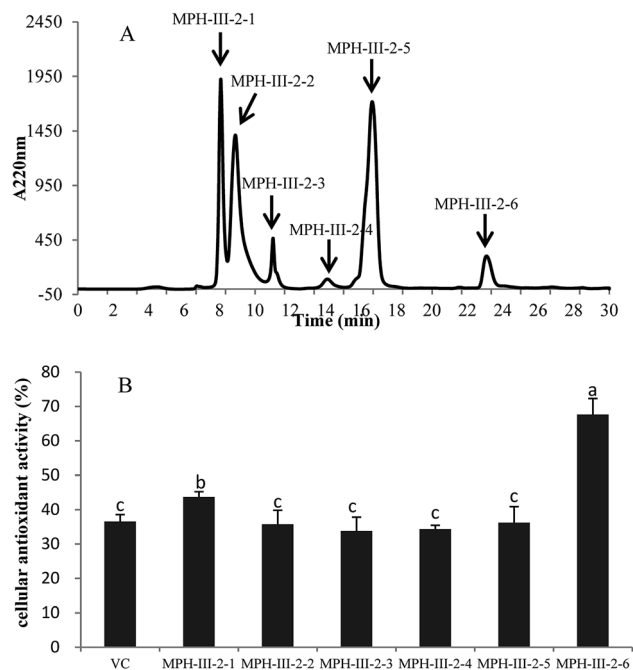 A
MPH-III-2-1
MPH-III-2-2
MPH-III-2-3
MPH-III-2-4
MPH-III-2-5
MPH-III-2-6
A220nm
2450
1950
1450
950
450
-50
0 2 4 6 8 10 12 14 16 18 20 22 24 26 28 30
Time (min)
B
cellular antioxidant activity (%)
80
70
60
50
40
30
20
10
0
c b c c c c a
VC MPH-III-2-1 MPH-III-2-2 MPH-III-2-3 MPH-III-2-4 MPH-III-2-5 MPH-III-2-6